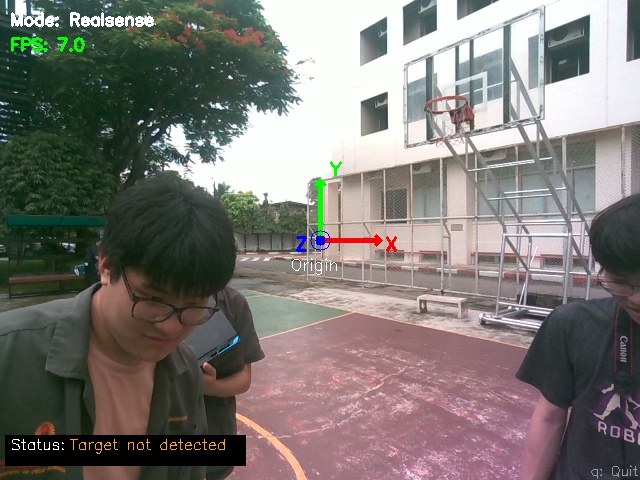 Mode: Realsense
FPS: 7.0
Y
Z X
Origin
Canon
ROB
Status: Target not detected
q: Quit